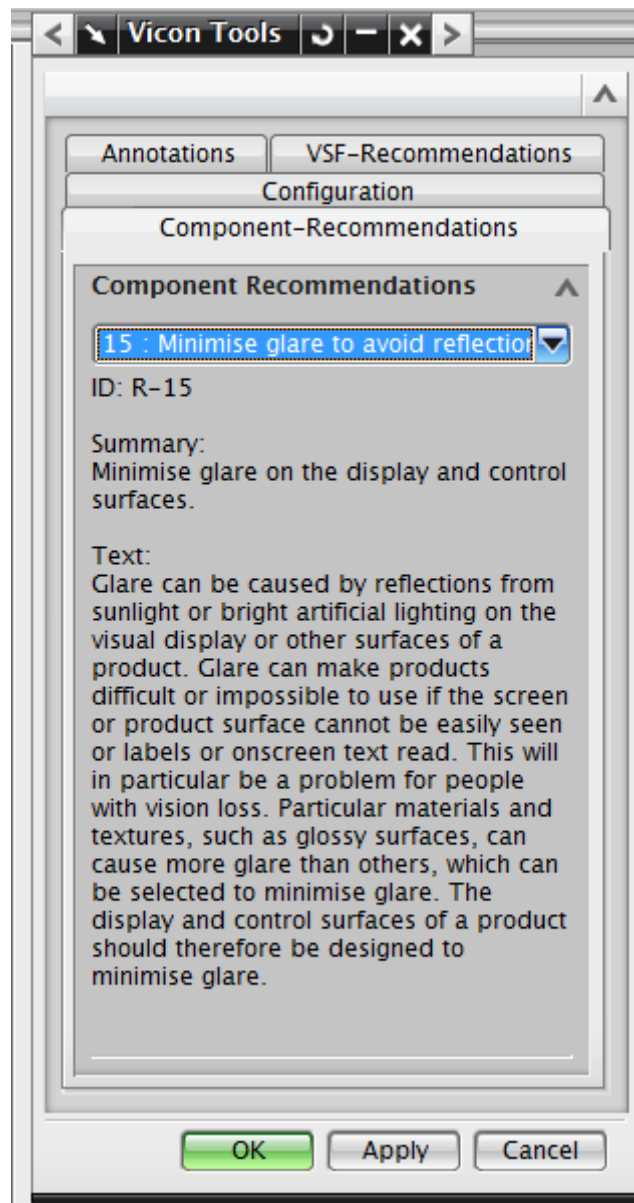 Vicon Tools
Annotations
VSF-Recommendations
Configuration
Component-Recommendations
Component Recommendations
15 : Minimise glare to avoid reflection
ID: R-15
Summary:
Minimise glare on the display and control
surfaces.
Text:
Glare can be caused by reflections from
sunlight or bright artificial lighting on the
visual display or other surfaces of a
product. Glare can make products
difficult or impossible to use if the screen
or product surface cannot be easily seen
or labels or onscreen text read. This will
in particular be a problem for people
with vision loss. Particular materials and
textures, such as glossy surfaces, can
cause more glare than others, which can
be selected to minimise glare. The
display and control surfaces of a product
should therefore be designed to
minimise glare.
OK
Apply
Cancel